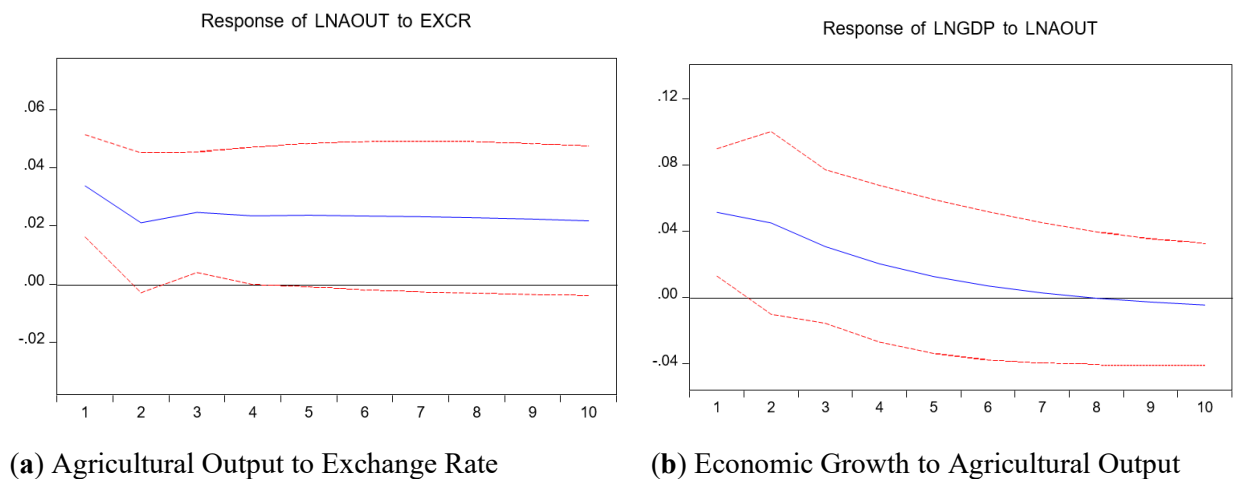 Response of LNAOUT to EXCR
.06
.04
.02
.00
-.02
1 2 3 4 5 6 7 8 9 10
(a) Agricultural Output to Exchange Rate
Response of LNGDP to LNAOUT
.12
.08
.04
.00
-.04
1 2 3 4 5 6 7 8 9 10
(b) Economic Growth to Agricultural Output